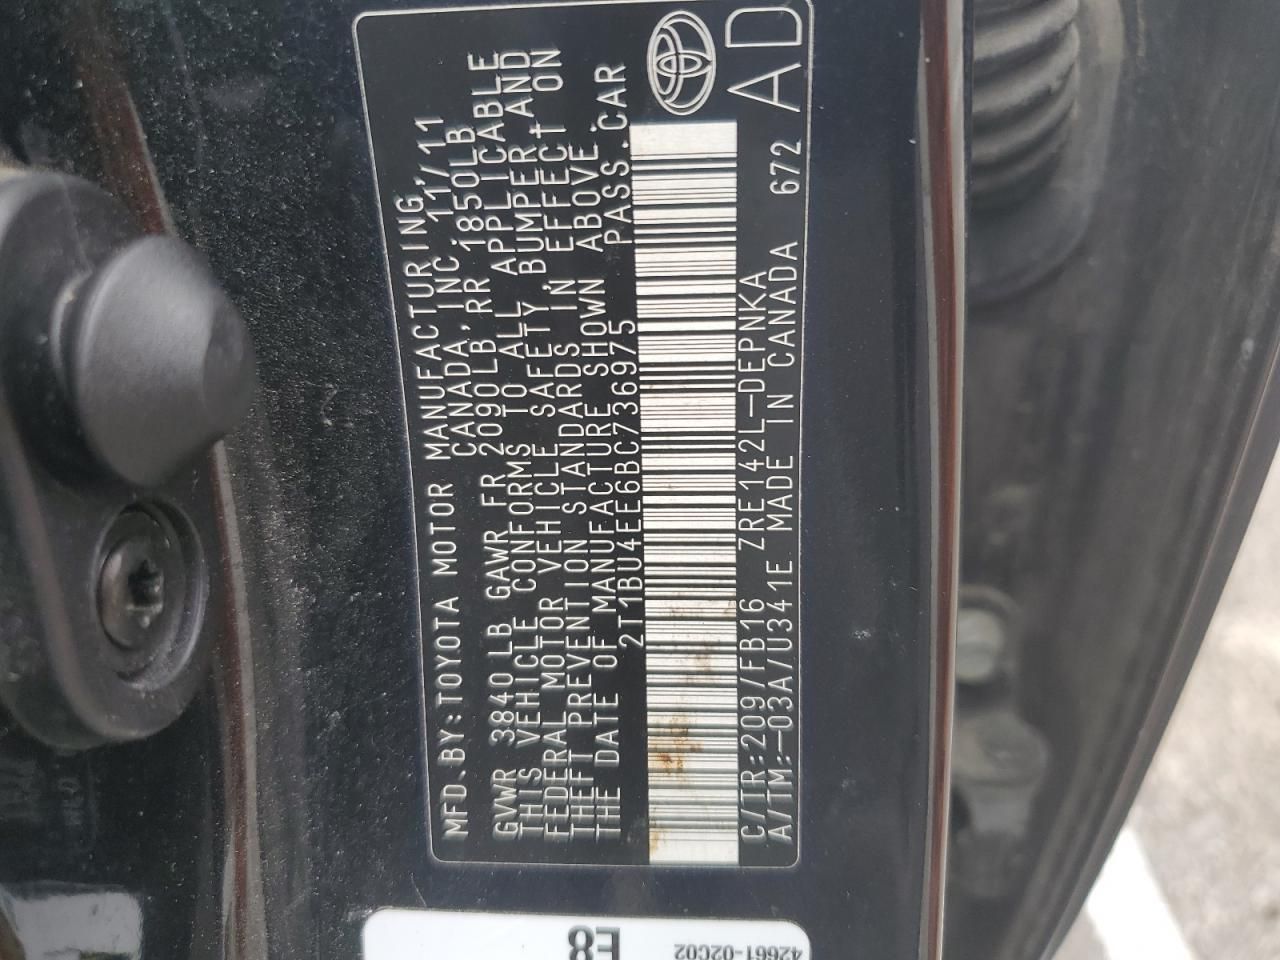 MFD.BY:TOYOTA MOTOR MANUFACTURING,
CANADA, INC. 11/11
GVWR 3840LB GAWR FR 2090LB, RR 1850LB
THIS VEHICLE CONFORMS TO ALL APPLICABLE
FEDERAL MOTOR VEHICLE SAFETY, BUMPER AND
THEFT PREVENTION STANDARDS IN EFFECT ON
THE DATE OF MANUFACTURE SHOWN ABOVE.
2T1BU4EE6BC736975 PASS.CAR
C/TR:209/FB16 ZRE142L-DEPNKA
A/TM:-03A/U341E MADE IN CANADA 672
AD
E8
42661-02C02